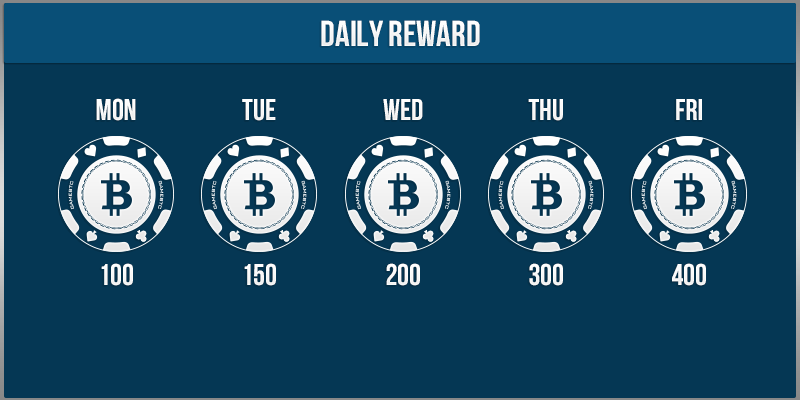 DAILY REWARD
MON TUE WED THU FRI
GAMEBTC GAMEBTC GAMEBTC GAMEBTC GAMEBTC GAMEBTC GAMEBTC GAMEBTC GAMEBTC GAMEBTC
100 150 200 300 400